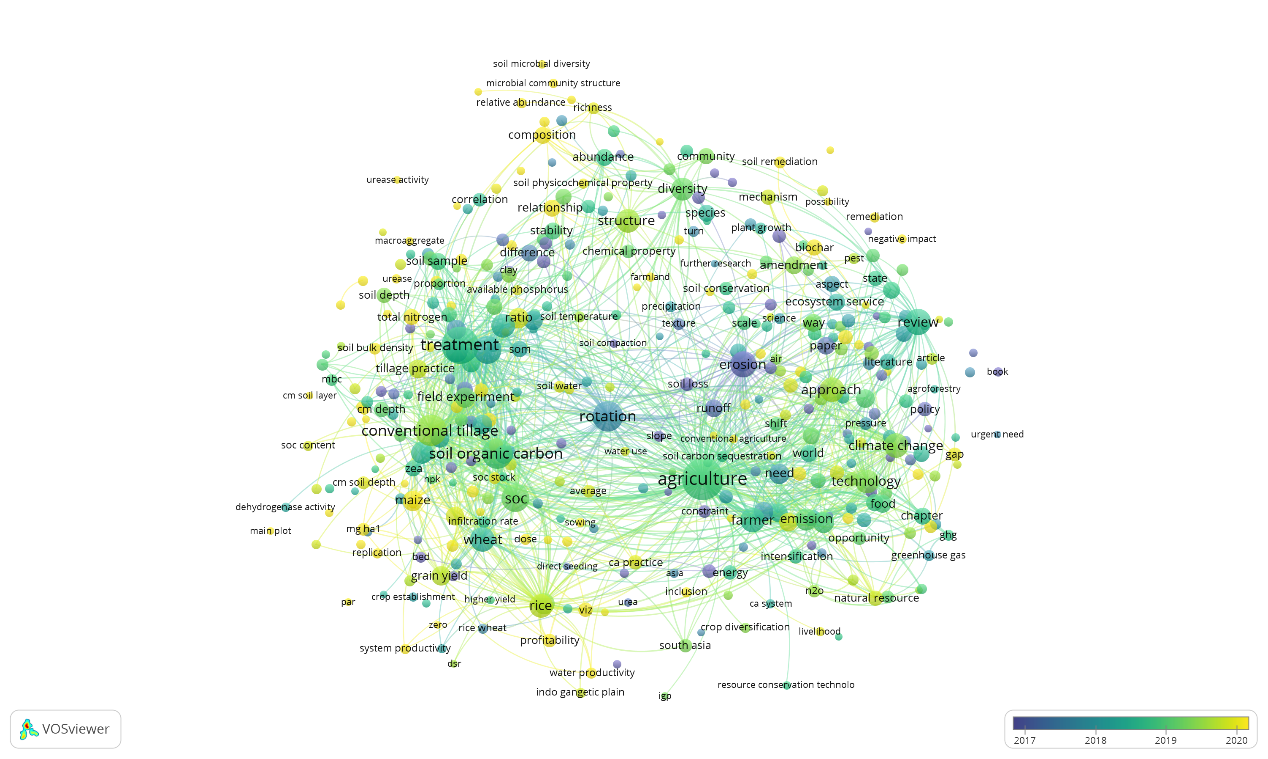 soil microbial diversity
microbial community structure
relative abundance
richness
composition
abundance
community
soil remediation
urease activity
soil physicochemical property
diversity
correlation
mechanism
possibility
relationship
structure
species
remediation
stability
turn
plant growth
macroaggregate
negative impact
difference
chemical property
biochar
pest
soil sample
further research
amendment
clay
farmland
state
urease
proportion
available phosphorus
soil conservation
aspect
soil depth
ecosystem service
precipitation
total nitrogen
ratio
soil temperature
texture
scale
science
way
review
treatment
soil compaction
paper
soil bulk density
som
air
literature
article
tillage practice
erosion
book
mbc
soil water
soil loss
agroforestry
cm soil layer
field experiment
approach
cm depth
rotation
runoff
policy
shift
pressure
conventional tillage
slope
conventional agriculture
urgent need
soc content
climate change
soil organic carbon
water use
soil carbon sequestration
world
gap
zea
need
npk
soc stock
agriculture
technology
cm soil depth
average
maize
soc
food
dehydrogenase activity
constraint
chapter
infiltration rate
sowing
farmer
emission
main plot
mg ha1
wheat
dose
opportunity
ghg
replication
bed
direct seeding
ca practice
asia
energy
intensification
greenhouse gas
grain yield
inclusion
n2o
par
crop establishment
higher yield
rice
viz
urea
ca system
natural resource
zero
rice wheat
crop diversification
livelihood
system productivity
profitability
south asia
dsr
water productivity
indo gangetic plain
igp
resource conservation technolo
VOSviewer
2017 2018 2019 2020